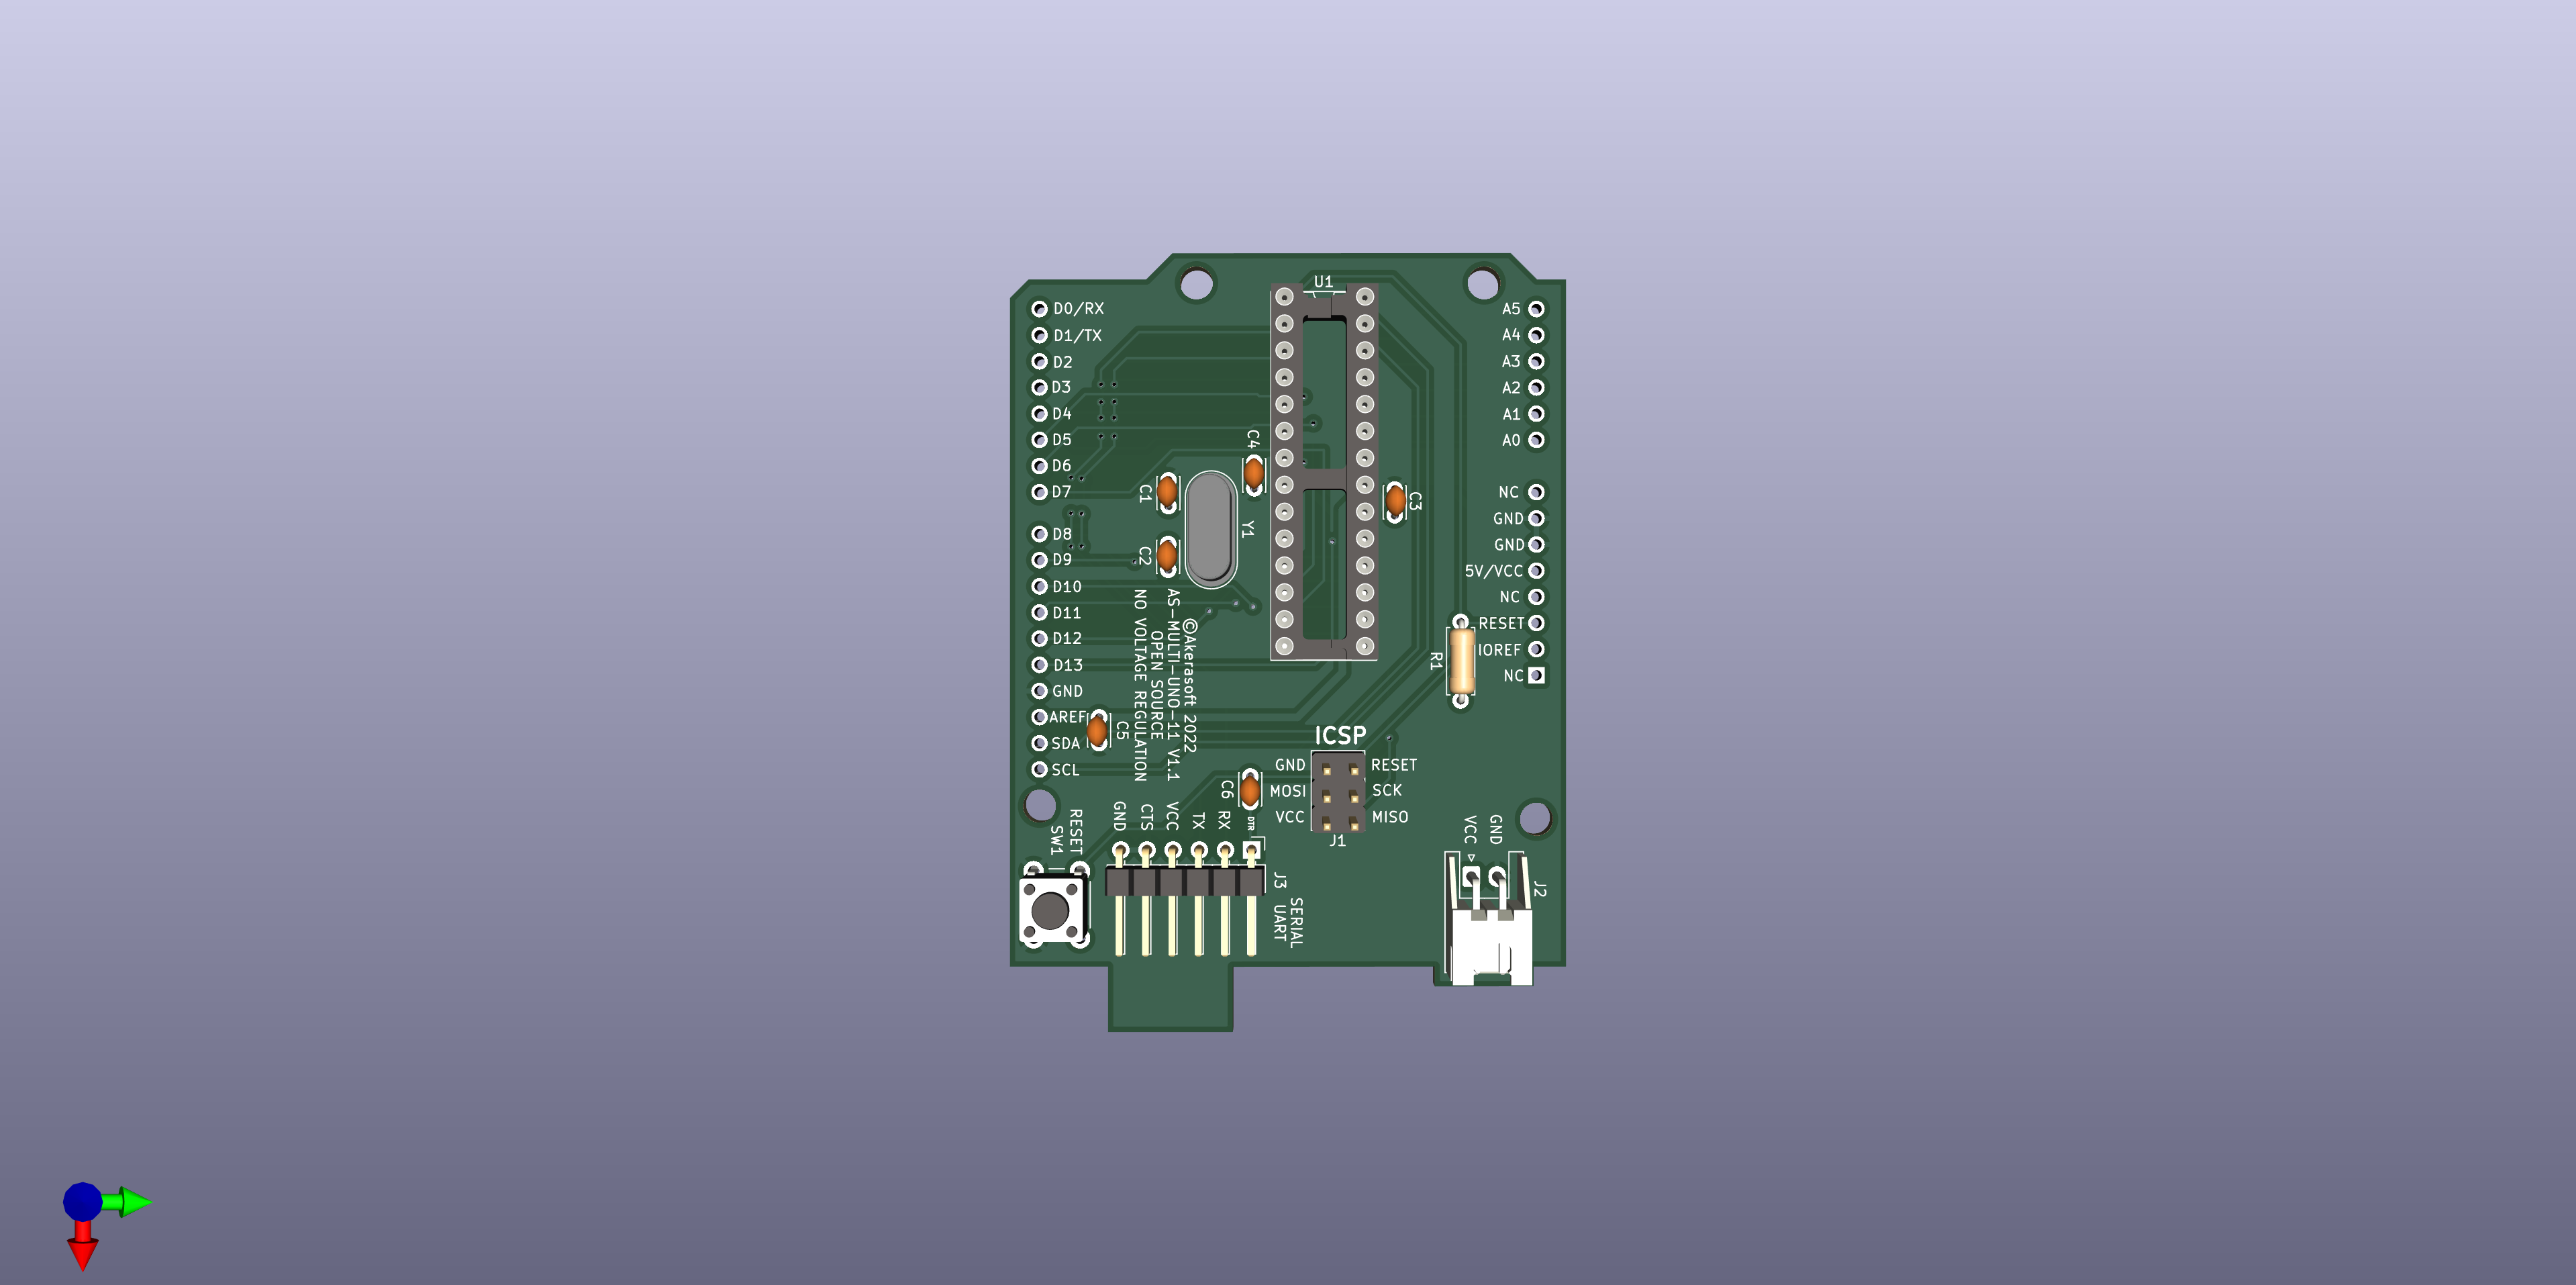 U1
D0/RX
D1/TX
D2
D3
D4
D5
D6
D7
D8
D9
D10
D11
D12
D13
GND
AREF
SDA
SCL
A5
A4
A3
A2
A1
A0
NC
GND
GND
5V/VCC
NC
RESET
IOREF
NC
C4
C1
C2
Y1
C3
R1
C5
©Akerasoft 2022
AS-MULTI-UNO-11 V1.1
OPEN SOURCE
NO VOLTAGE REGULATION
ICSP
GND
RESET
MOSI
SCK
VCC
MISO
J1
C6
RESET
SW1
GND
CTS
VCC
TX
RX
DTR
J3
SERIAL
UART
VCC
GND
J2